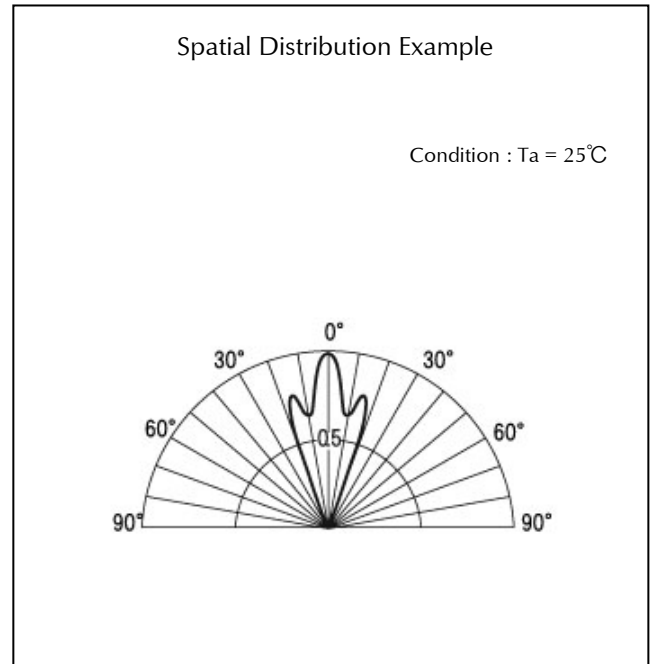 Spatial Distribution Example
Condition : Ta = 25℃
0°
30° 30°
60° 60°
0.5
90° 90°